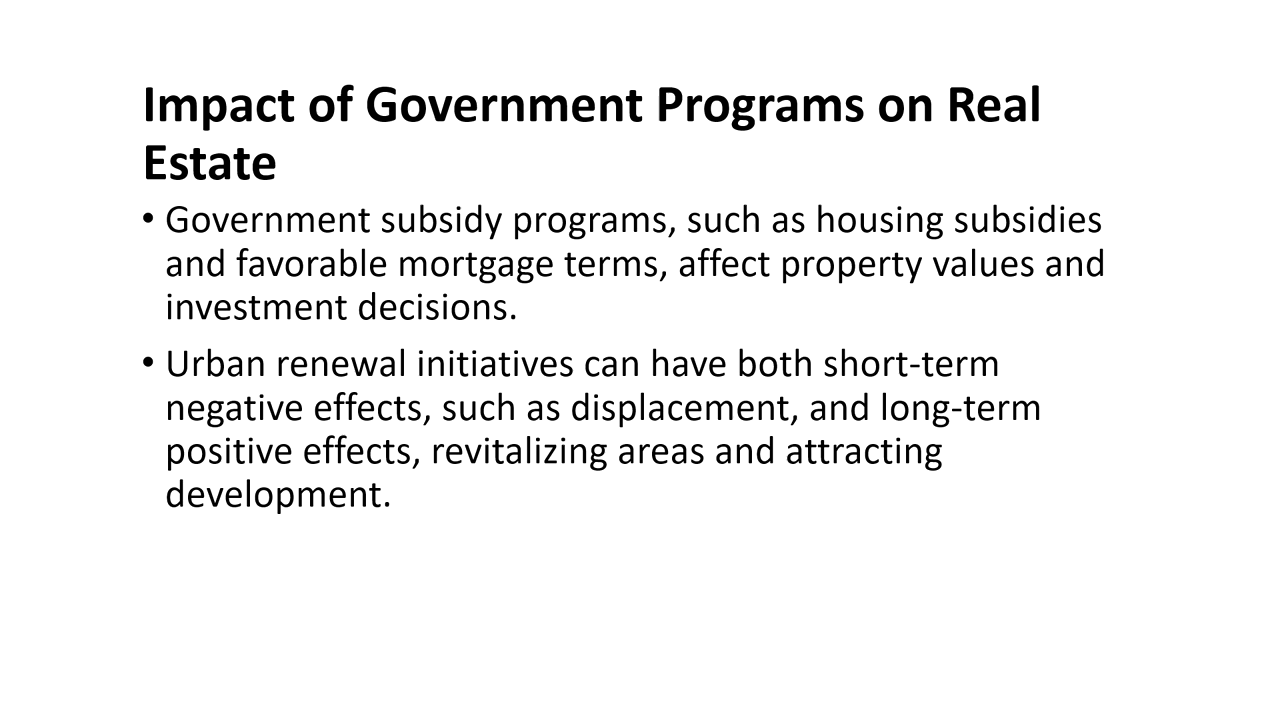 Impact of Government Programs on Real
Estate
• Government subsidy programs, such as housing subsidies
and favorable mortgage terms, affect property values and
investment decisions.
• Urban renewal initiatives can have both short-term
negative effects, such as displacement, and long-term
positive effects, revitalizing areas and attracting
development.